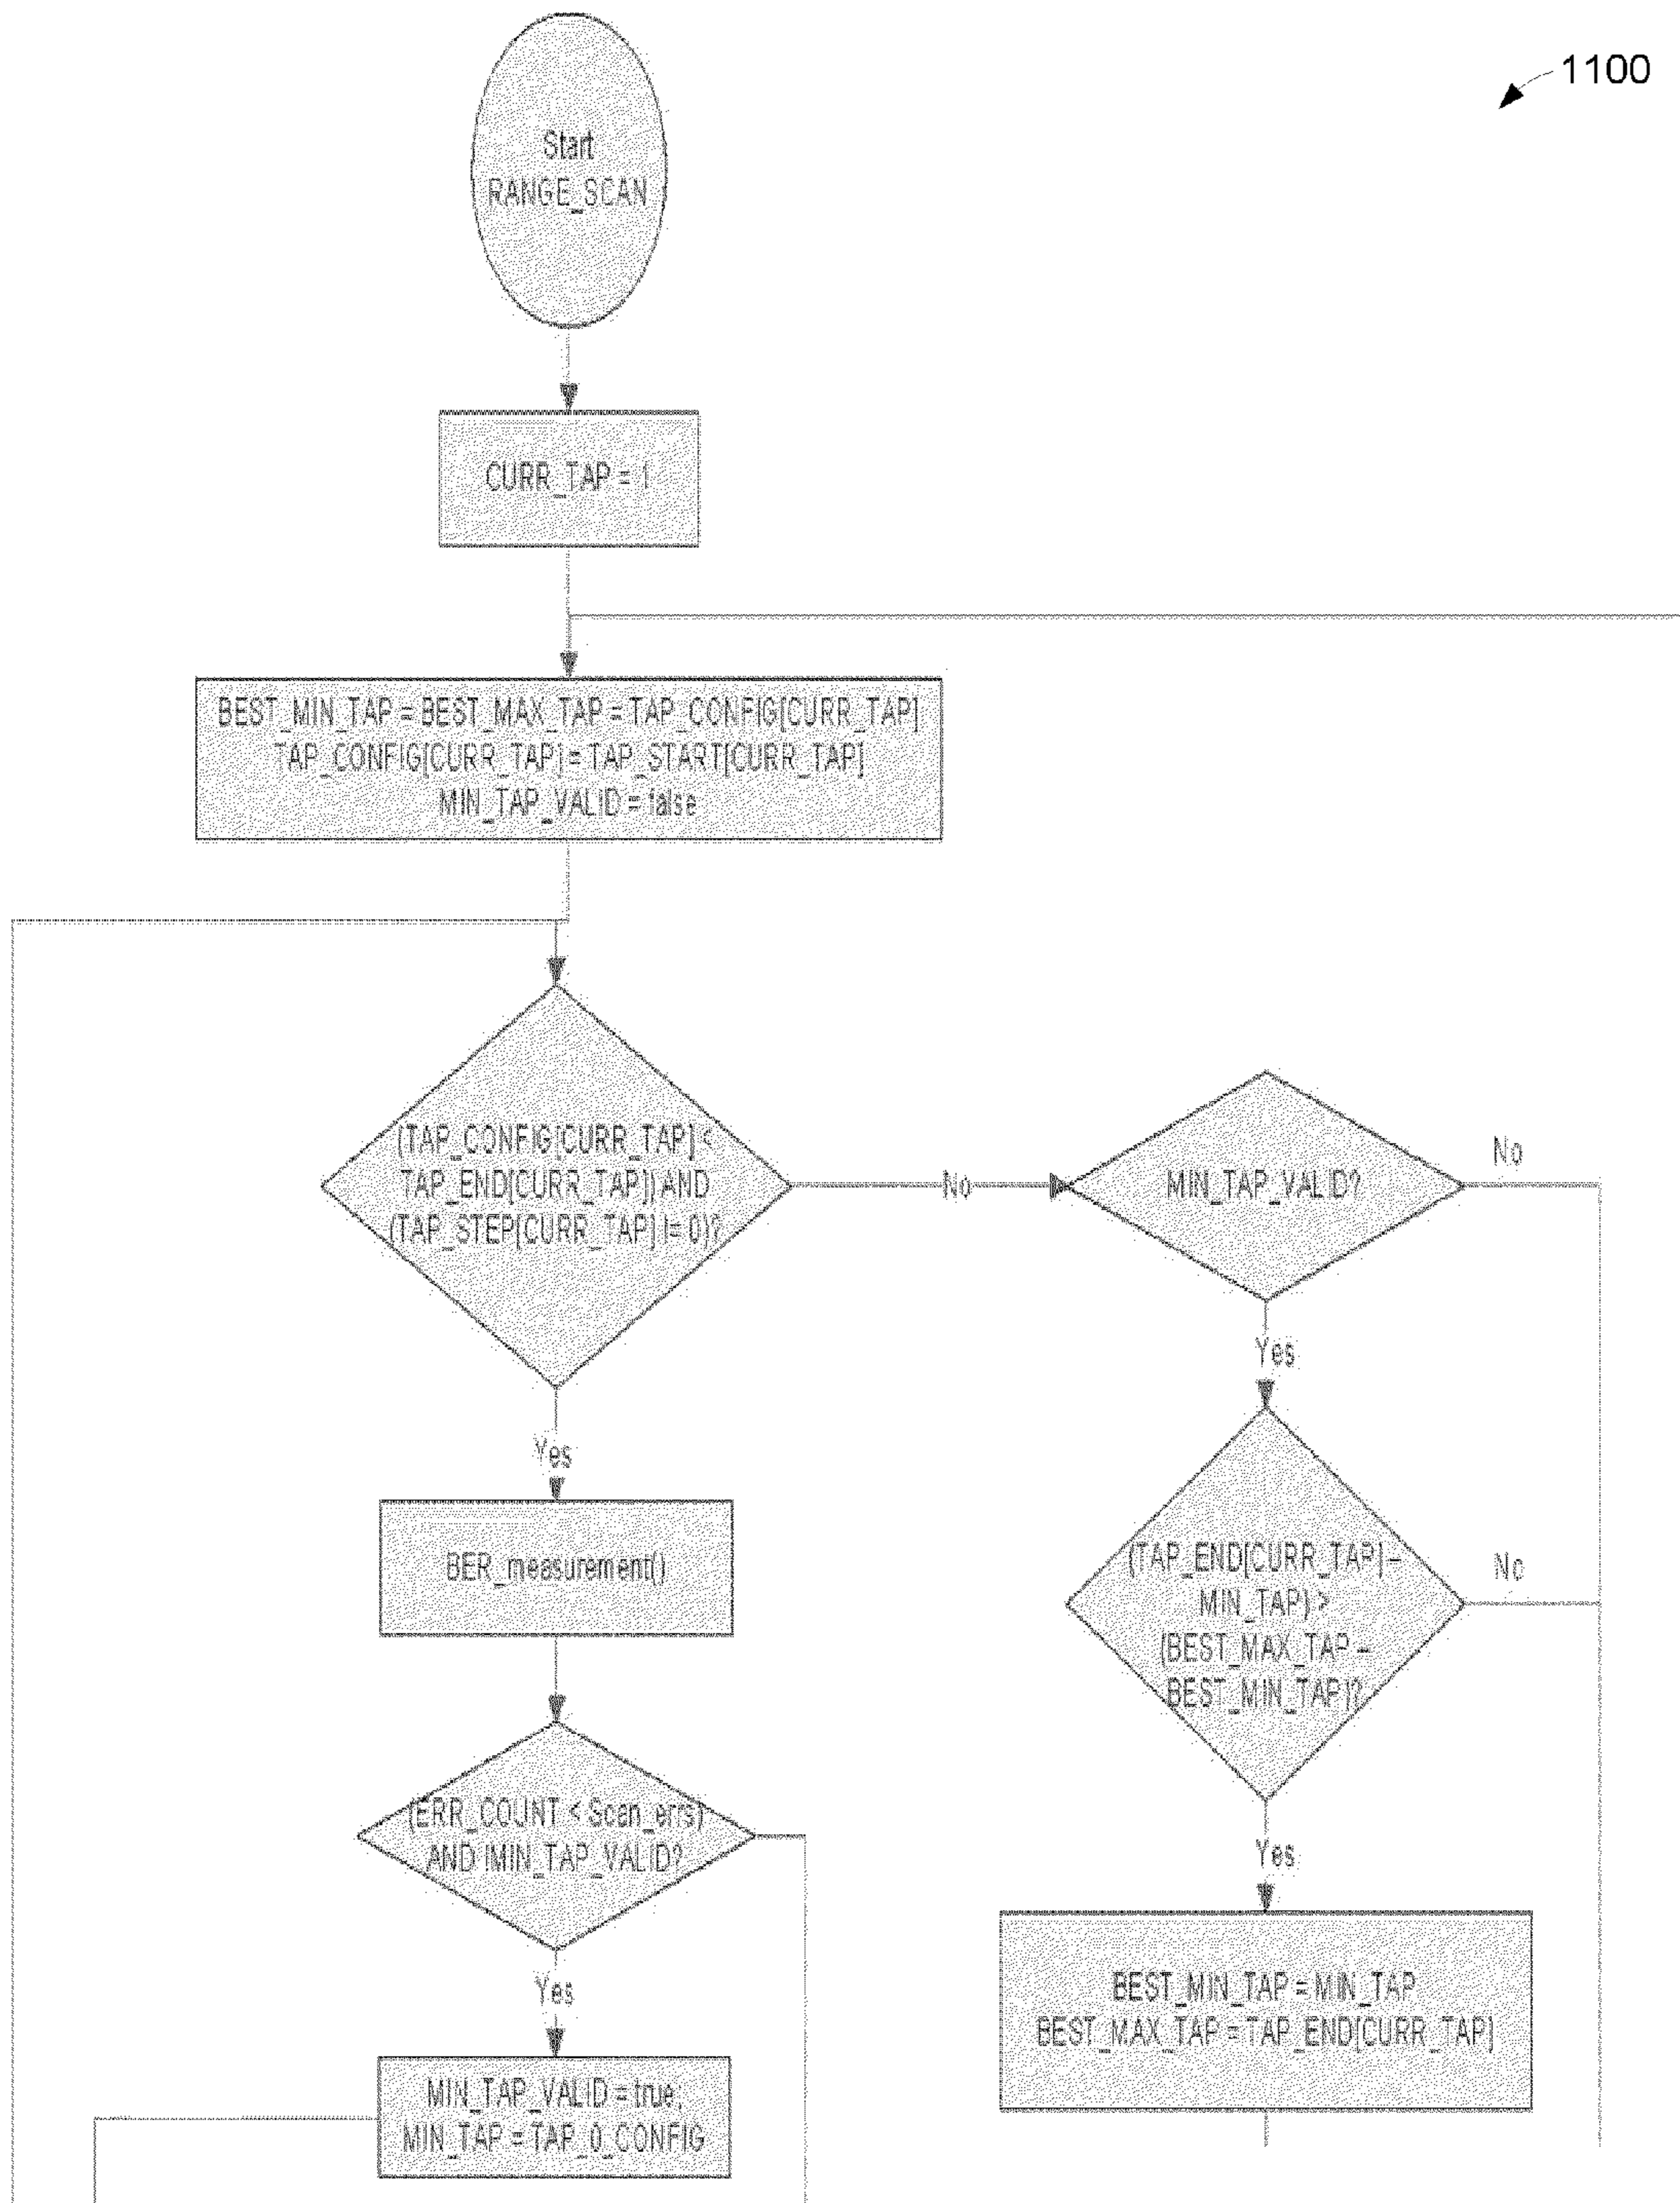 1100
Start
RANGE_SCAN
CURR_TAP = 1
BEST_MIN_TAP = BEST_MAX_TAP = TAP_CONFIG[CURR_TAP]
TAP_CONFIG[CURR_TAP] = TAP_START[CURR_TAP]
MIN_TAP_VALID = false
(TAP_CONFIG[CURR_TAP] <
TAP_END[CURR_TAP]) AND
(TAP_STEP[CURR_TAP] != 0)?
No
MIN_TAP_VALID?
No
Yes
Yes
BER_measurement()
(TAP_END[CURR_TAP] –
MIN_TAP) >
(BEST_MAX_TAP –
BEST_MIN_TAP)?
No
(ERR_COUNT < Scan_errs)
AND !MIN_TAP_VALID?
Yes
Yes
BEST_MIN_TAP = MIN_TAP
BEST_MAX_TAP = TAP_END[CURR_TAP]
MIN_TAP_VALID = true,
MIN_TAP = TAP_0_CONFIG